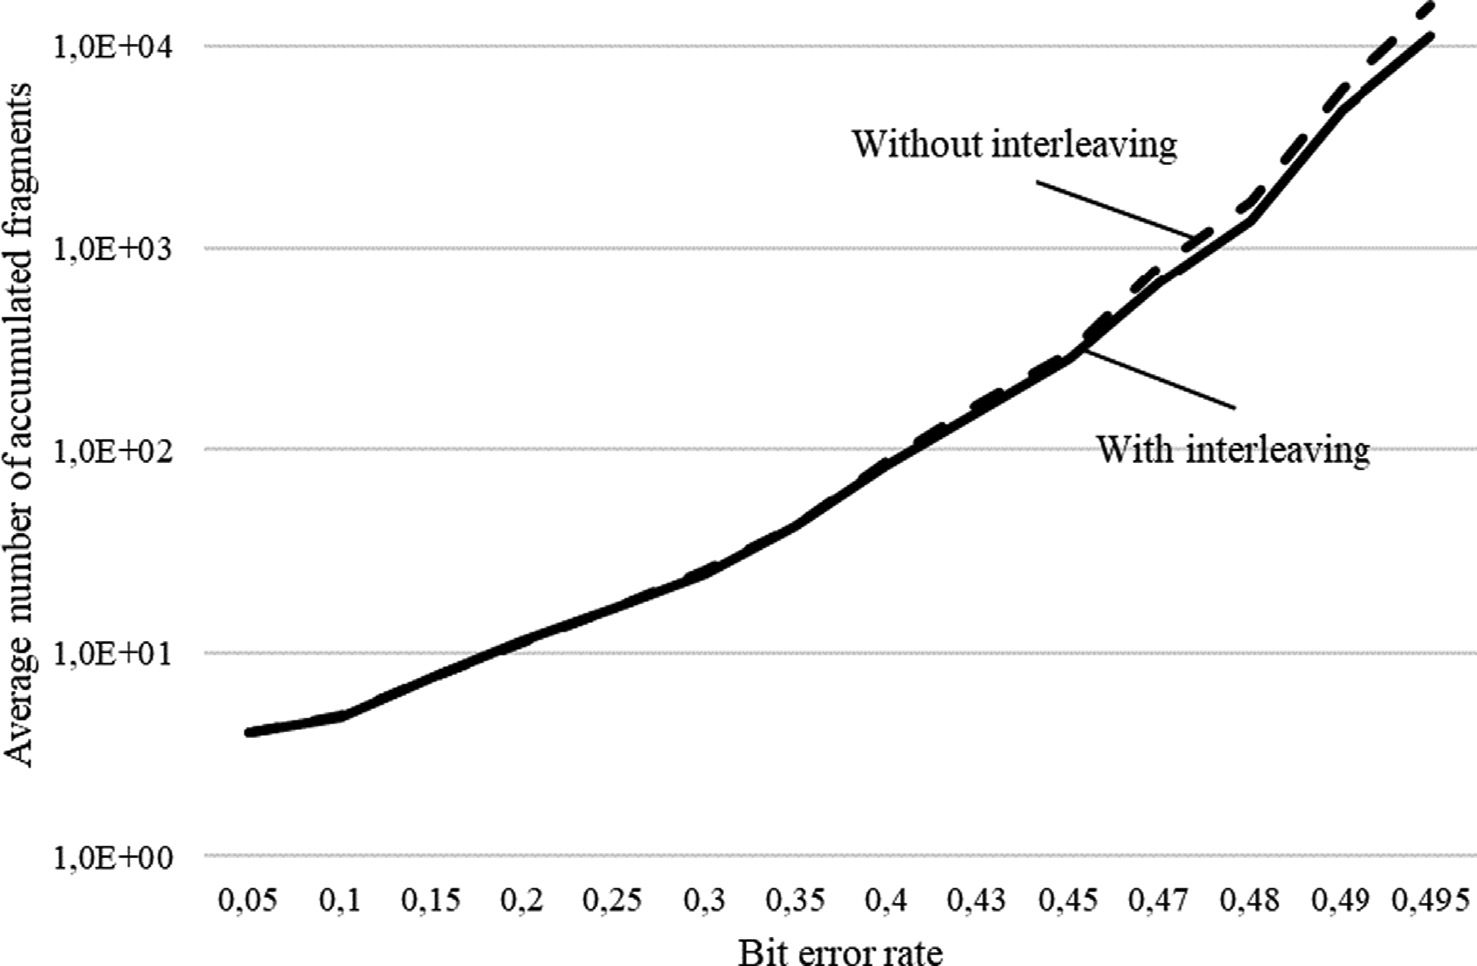 Average number of accumulated fragments
1,0E+04
1,0E+03
1,0E+02
1,0E+01
1,0E+00
Without interleaving
With interleaving
0,05 0,1 0,15 0,2 0,25 0,3 0,35 0,4 0,43 0,45 0,47 0,48 0,49 0,495
Bit error rate